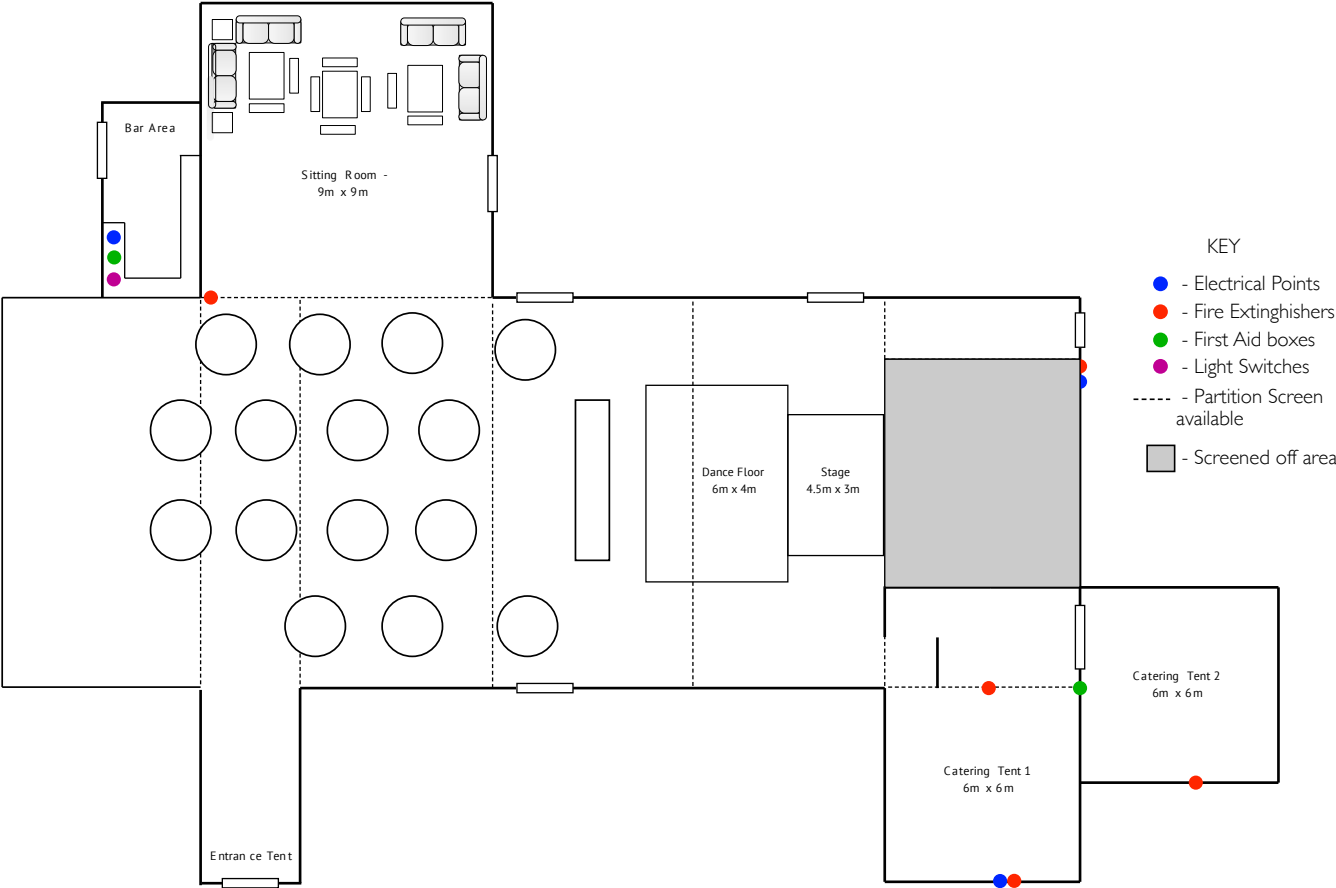 Bar Area
Sitting Room -
9m x 9m
Dance Floor
6m x 4m
Stage
4.5m x 3m
Catering Tent 2
6m x 6m
Catering Tent 1
6m x 6m
Entran ce Tent
KEY
- Electrical Points
- Fire Extinghishers
- First Aid boxes
- Light Switches
- Partition Screen
available
- Screened off area